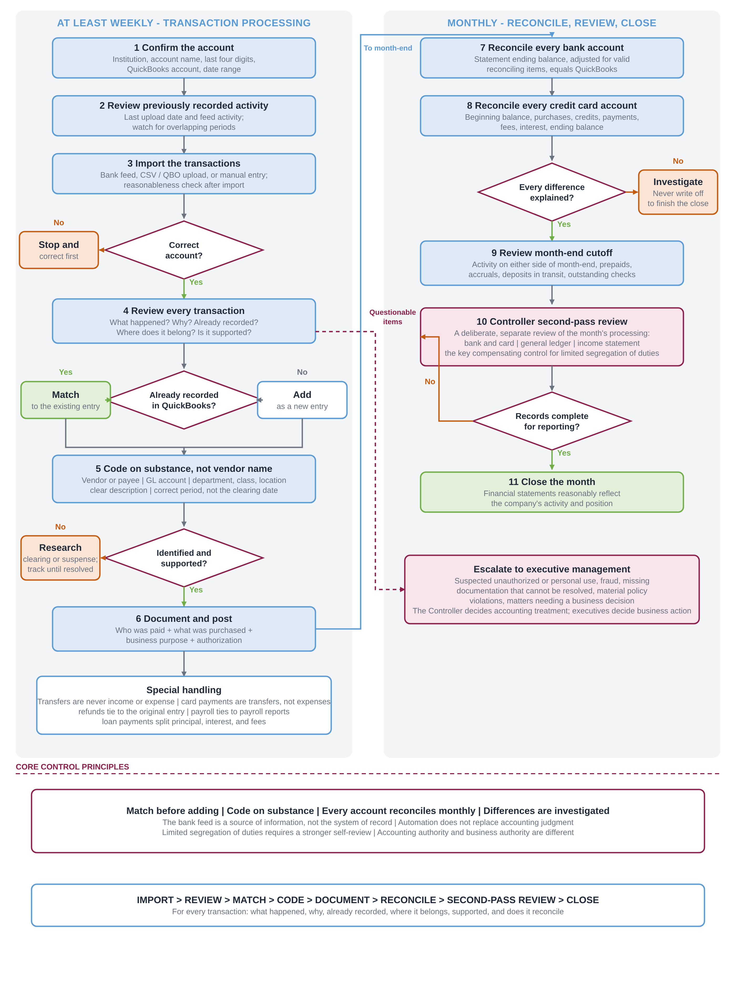 AT LEAST WEEKLY - TRANSACTION PROCESSING
1 Confirm the account
Institution, account name, last four digits,
QuickBooks account, date range
2 Review previously recorded activity
Last upload date and feed activity;
watch for overlapping periods
3 Import the transactions
Bank feed, CSV / QBO upload, or manual entry;
reasonableness check after import
No
Stop and
correct first
Correct
account?
Yes
4 Review every transaction
What happened? Why? Already recorded?
Where does it belong? Is it supported?
Yes
Match
to the existing entry
Already recorded
in QuickBooks?
No
Add
as a new entry
5 Code on substance, not vendor name
Vendor or payee | GL account | department, class, location
clear description | correct period, not the clearing date
No
Research
clearing or suspense;
track until resolved
Identified and
supported?
Yes
6 Document and post
Who was paid + what was purchased +
business purpose + authorization
Special handling
Transfers are never income or expense | card payments are transfers, not expenses
refunds tie to the original entry | payroll ties to payroll reports
loan payments split principal, interest, and fees
To month-end
Questionable
items
MONTHLY - RECONCILE, REVIEW, CLOSE
7 Reconcile every bank account
Statement ending balance, adjusted for valid
reconciling items, equals QuickBooks
8 Reconcile every credit card account
Beginning balance, purchases, credits, payments,
fees, interest, ending balance
Every difference
explained?
No
Investigate
Never write off
to finish the close
Yes
9 Review month-end cutoff
Activity on either side of month-end, prepaids,
accruals, deposits in transit, outstanding checks
10 Controller second-pass review
A deliberate, separate review of the month's processing:
bank and card | general ledger | income statement
the key compensating control for limited segregation of duties
No
Records complete
for reporting?
Yes
11 Close the month
Financial statements reasonably reflect
the company's activity and position
Escalate to executive management
Suspected unauthorized or personal use, fraud, missing
documentation that cannot be resolved, material policy
violations, matters needing a business decision
The Controller decides accounting treatment; executives decide business action
CORE CONTROL PRINCIPLES
Match before adding | Code on substance | Every account reconciles monthly | Differences are investigated
The bank feed is a source of information, not the system of record | Automation does not replace accounting judgment
Limited segregation of duties requires a stronger self-review | Accounting authority and business authority are different
IMPORT > REVIEW > MATCH > CODE > DOCUMENT > RECONCILE > SECOND-PASS REVIEW > CLOSE
For every transaction: what happened, why, already recorded, where it belongs, supported, and does it reconcile